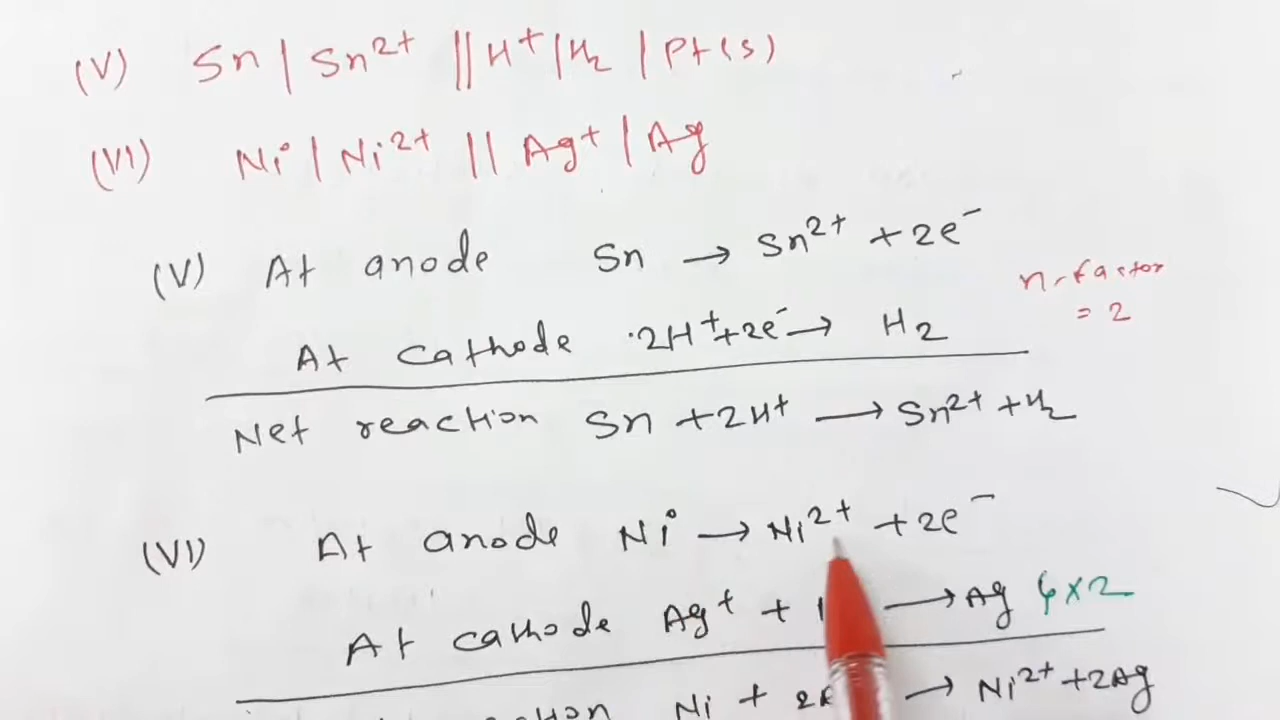 (V) Sn | Sn²⁺ || H⁺ | H₂ | Pt(s)
(VI) Ni | Ni²⁺ || Ag⁺ | Ag
(V) At anode Sn → Sn²⁺ + 2e⁻
n-factor = 2
At cathode 2H⁺ + 2e⁻ → H₂
Net reaction Sn + 2H⁺ → Sn²⁺ + H₂
(VI) At anode Ni → Ni²⁺ + 2e⁻
At cathode Ag⁺ + → Ag } × 2
Ni + → Ni²⁺ + 2Ag